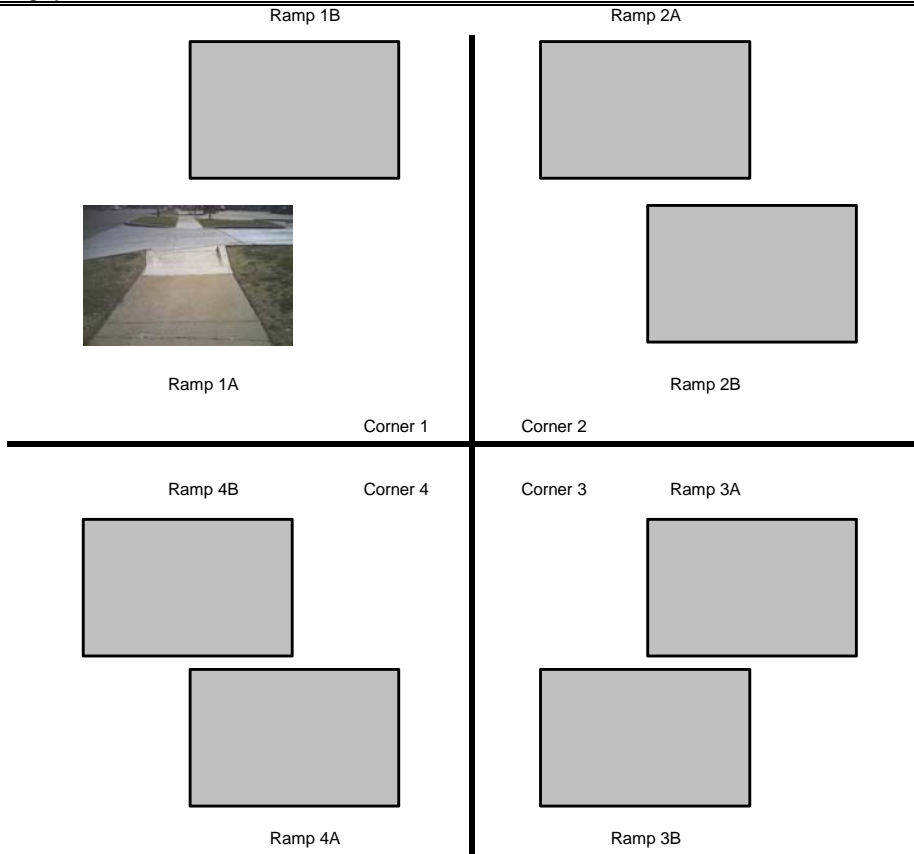 Ramp 1B Ramp 2A
Ramp 1A Ramp 2B
Corner 1 Corner 2
Ramp 4B Corner 4 Corner 3 Ramp 3A
Ramp 4A Ramp 3B